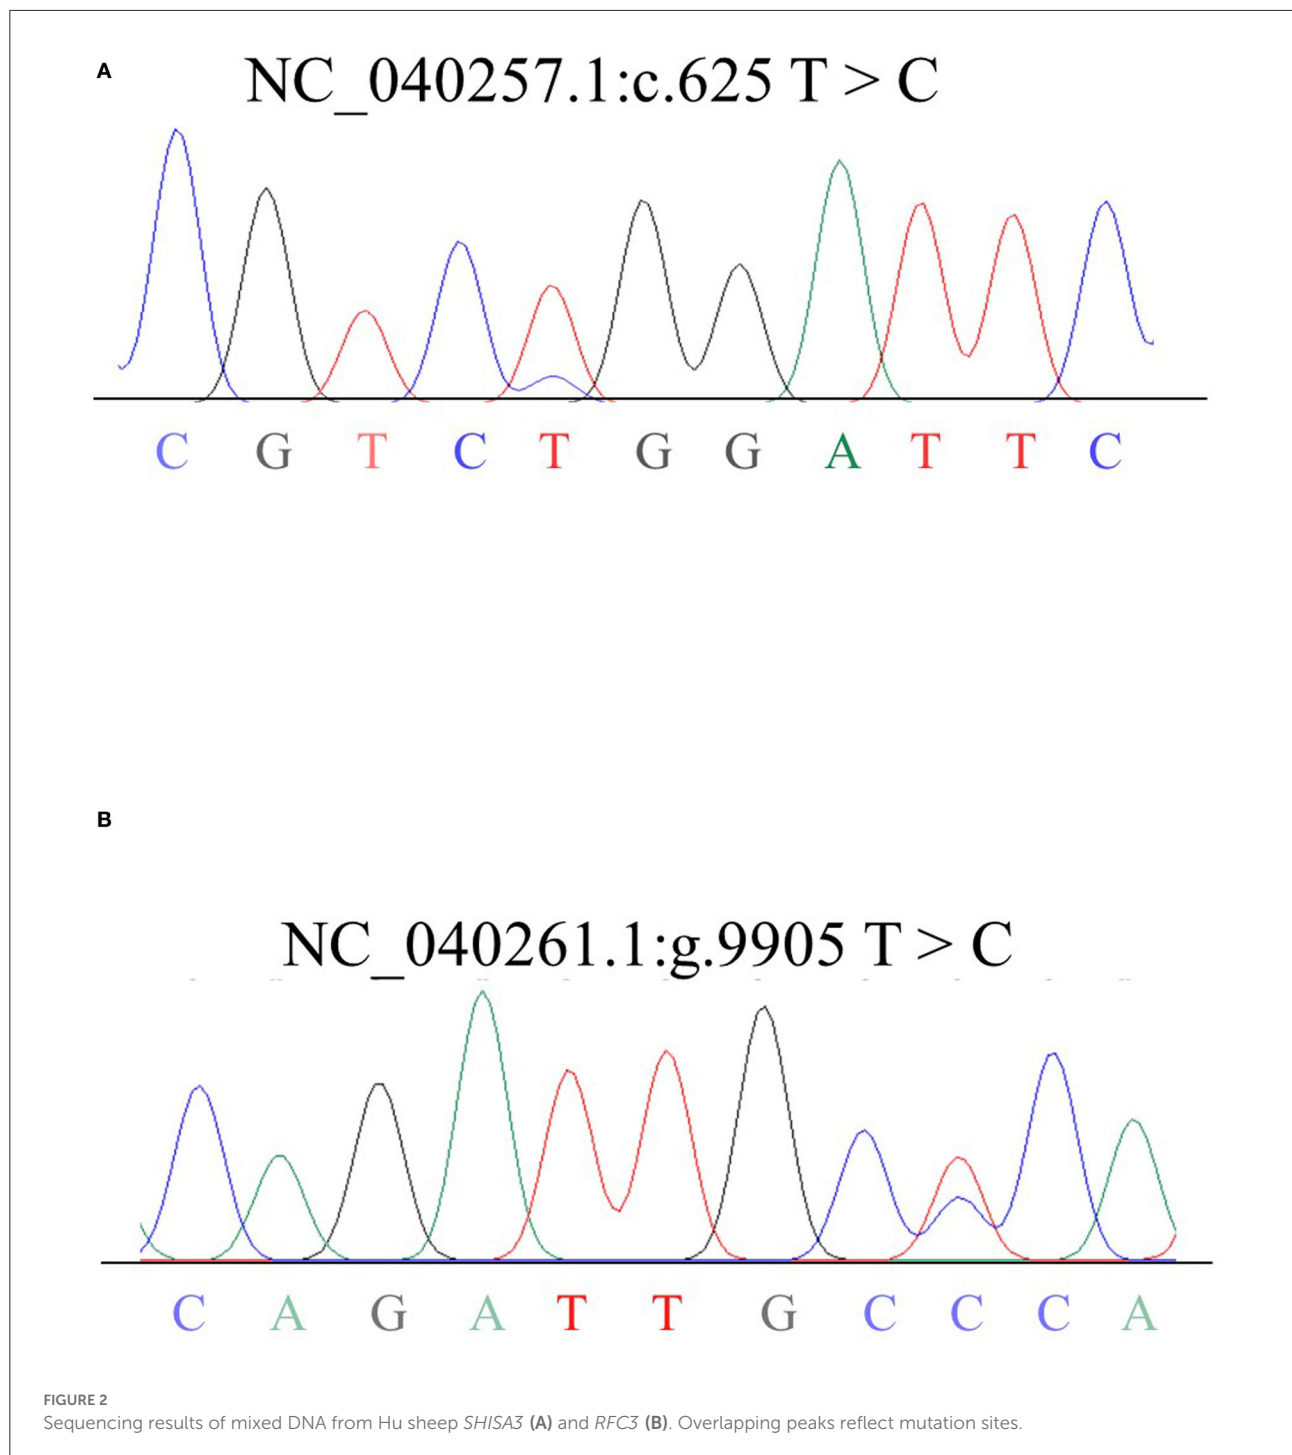 A
NC_040257.1:c.625 T > C
C G T C T G G A T T C
B
NC_040261.1:g.9905 T > C
C A G A T T G C C C A
FIGURE 2
Sequencing results of mixed DNA from Hu sheep SHISA3 (A) and RFC3 (B). Overlapping peaks reflect mutation sites.